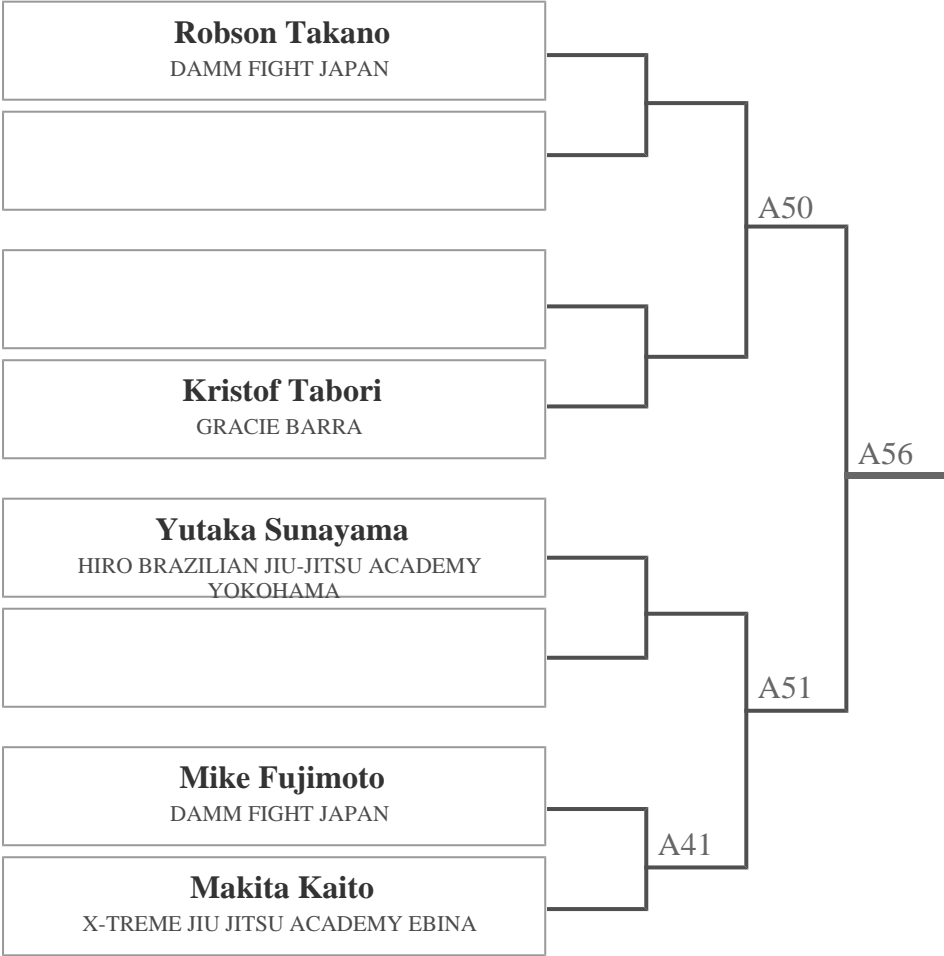 Robson Takano
DAMM FIGHT JAPAN
A50
Kristof Tabori
GRACIE BARRA
A56
Yutaka Sunayama
HIRO BRAZILIAN JIU-JITSU ACADEMY
YOKOHAMA
A51
Mike Fujimoto
DAMM FIGHT JAPAN
A41
Makita Kaito
X-TREME JIU JITSU ACADEMY EBINA